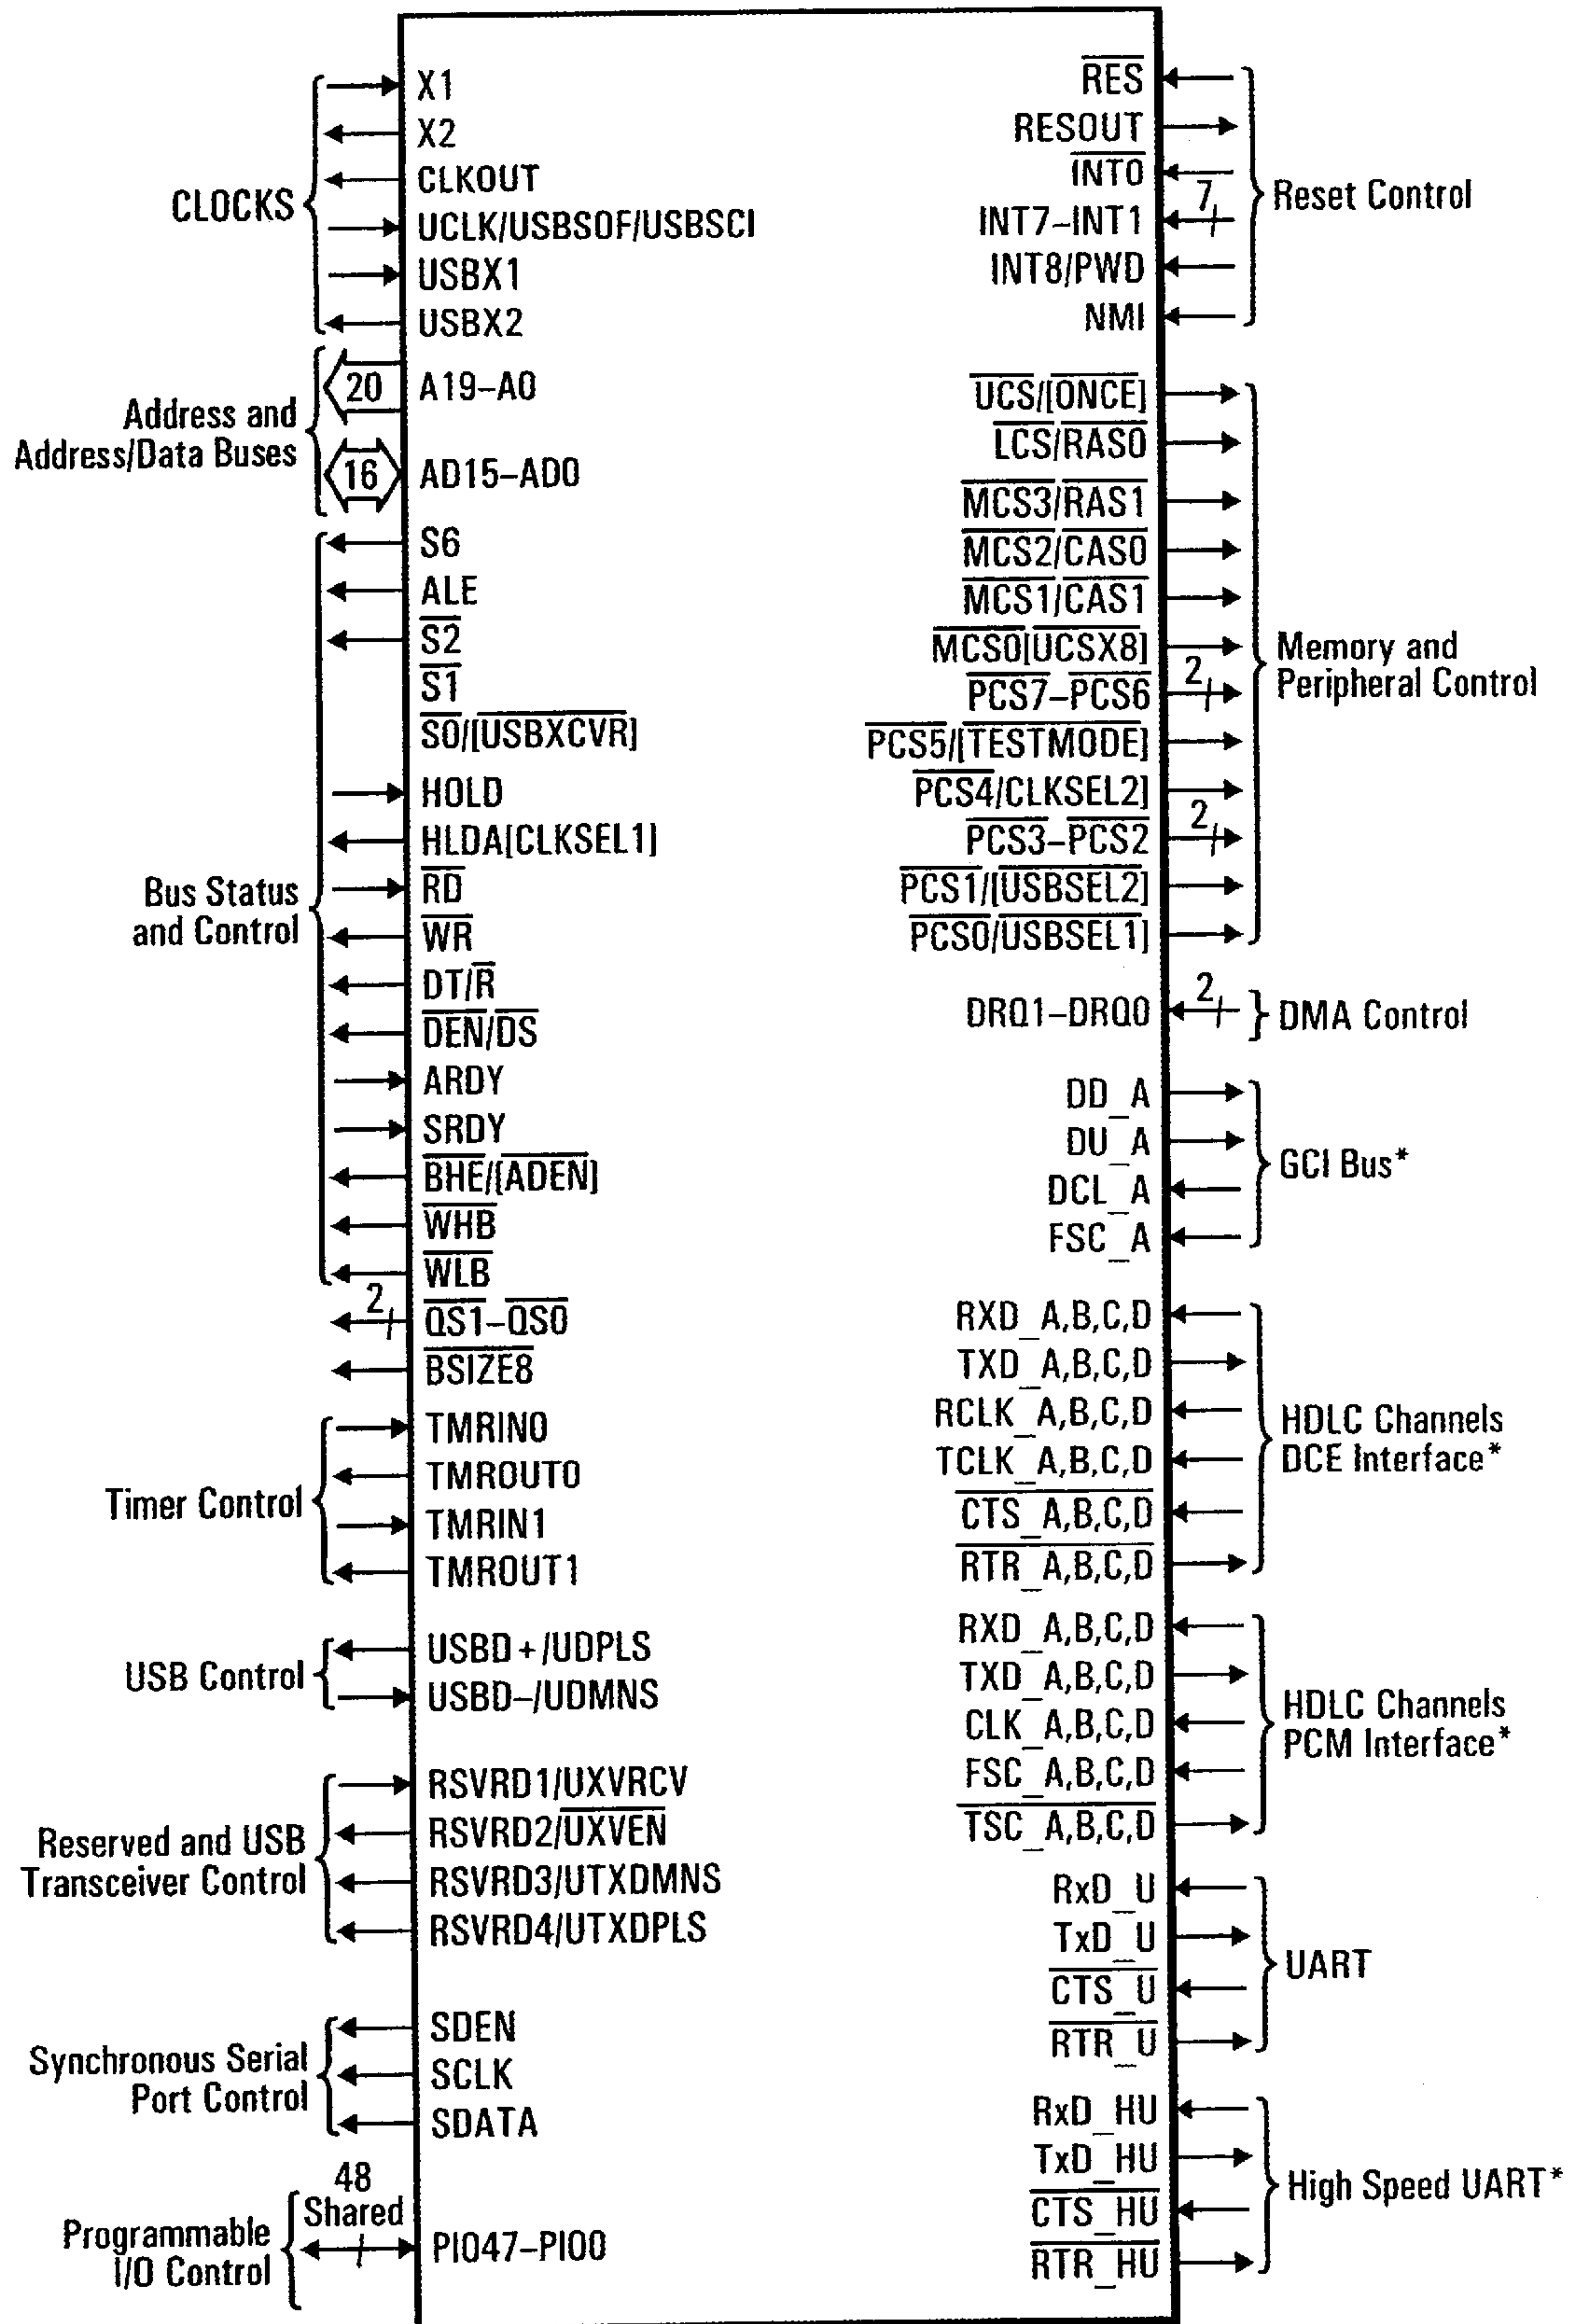 CLOCKS
X1
X2
CLKOUT
UCLK/USBSOF/USBSCI
USBX1
USBX2
Address and
Address/Data Buses
20
A19–A0
16
AD15–AD0
Bus Status
and Control
S6
ALE
S2
S1
S0/[USBXCVR]
HOLD
HLDA[CLKSEL1]
RD
WR
DT/R
DEN/DS
ARDY
SRDY
BHE/[ADEN]
WHB
WLB
2
QS1–QS0
BSIZE8
Timer Control
TMRIN0
TMROUT0
TMRIN1
TMROUT1
USB Control
USBD+/UDPLS
USBD–/UDMNS
Reserved and USB
Transceiver Control
RSVRD1/UXVRCV
RSVRD2/UXVEN
RSVRD3/UTXDMNS
RSVRD4/UTXDPLS
Synchronous Serial
Port Control
SDEN
SCLK
SDATA
Programmable
I/O Control
48
Shared
PIO47–PIO0
RES
RESOUT
INT0
7
INT7–INT1
INT8/PWD
NMI
Reset Control
UCS/[ONCE]
LCS/RAS0
MCS3/RAS1
MCS2/CAS0
MCS1/CAS1
MCS0[UCSX8]
2
PCS7–PCS6
PCS5/[TESTMODE]
PCS4/CLKSEL2]
2
PCS3–PCS2
PCS1/[USBSEL2]
PCS0/USBSEL1]
Memory and
Peripheral Control
2
DRQ1–DRQ0
DMA Control
DD_A
DU_A
DCL_A
FSC_A
GCI Bus*
RXD_A,B,C,D
TXD_A,B,C,D
RCLK_A,B,C,D
TCLK_A,B,C,D
CTS_A,B,C,D
RTR_A,B,C,D
HDLC Channels
DCE Interface*
RXD_A,B,C,D
TXD_A,B,C,D
CLK_A,B,C,D
FSC_A,B,C,D
TSC_A,B,C,D
HDLC Channels
PCM Interface*
RxD_U
TxD_U
CTS_U
RTR_U
UART
RxD_HU
TxD_HU
CTS_HU
RTR_HU
High Speed UART*